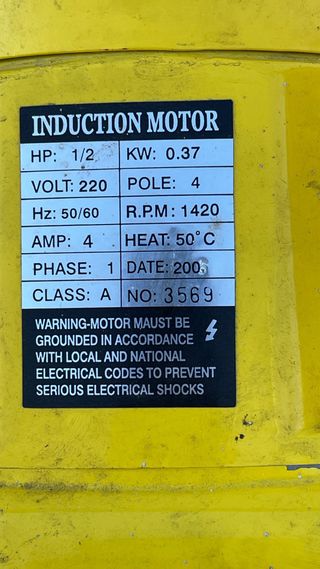 INDUCTION MOTOR
HP: 1/2 KW: 0.37
VOLT: 220 POLE: 4
Hz: 50/60 R.P.M: 1420
AMP: 4 HEAT: 50°C
PHASE: 1 DATE:
CLASS: A NO: 3569
WARNING-MOTOR MAUST BE
GROUNDED IN ACCORDANCE
WITH LOCAL AND NATIONAL
ELECTRICAL CODES TO PREVENT
SERIOUS ELECTRICAL SHOCKS